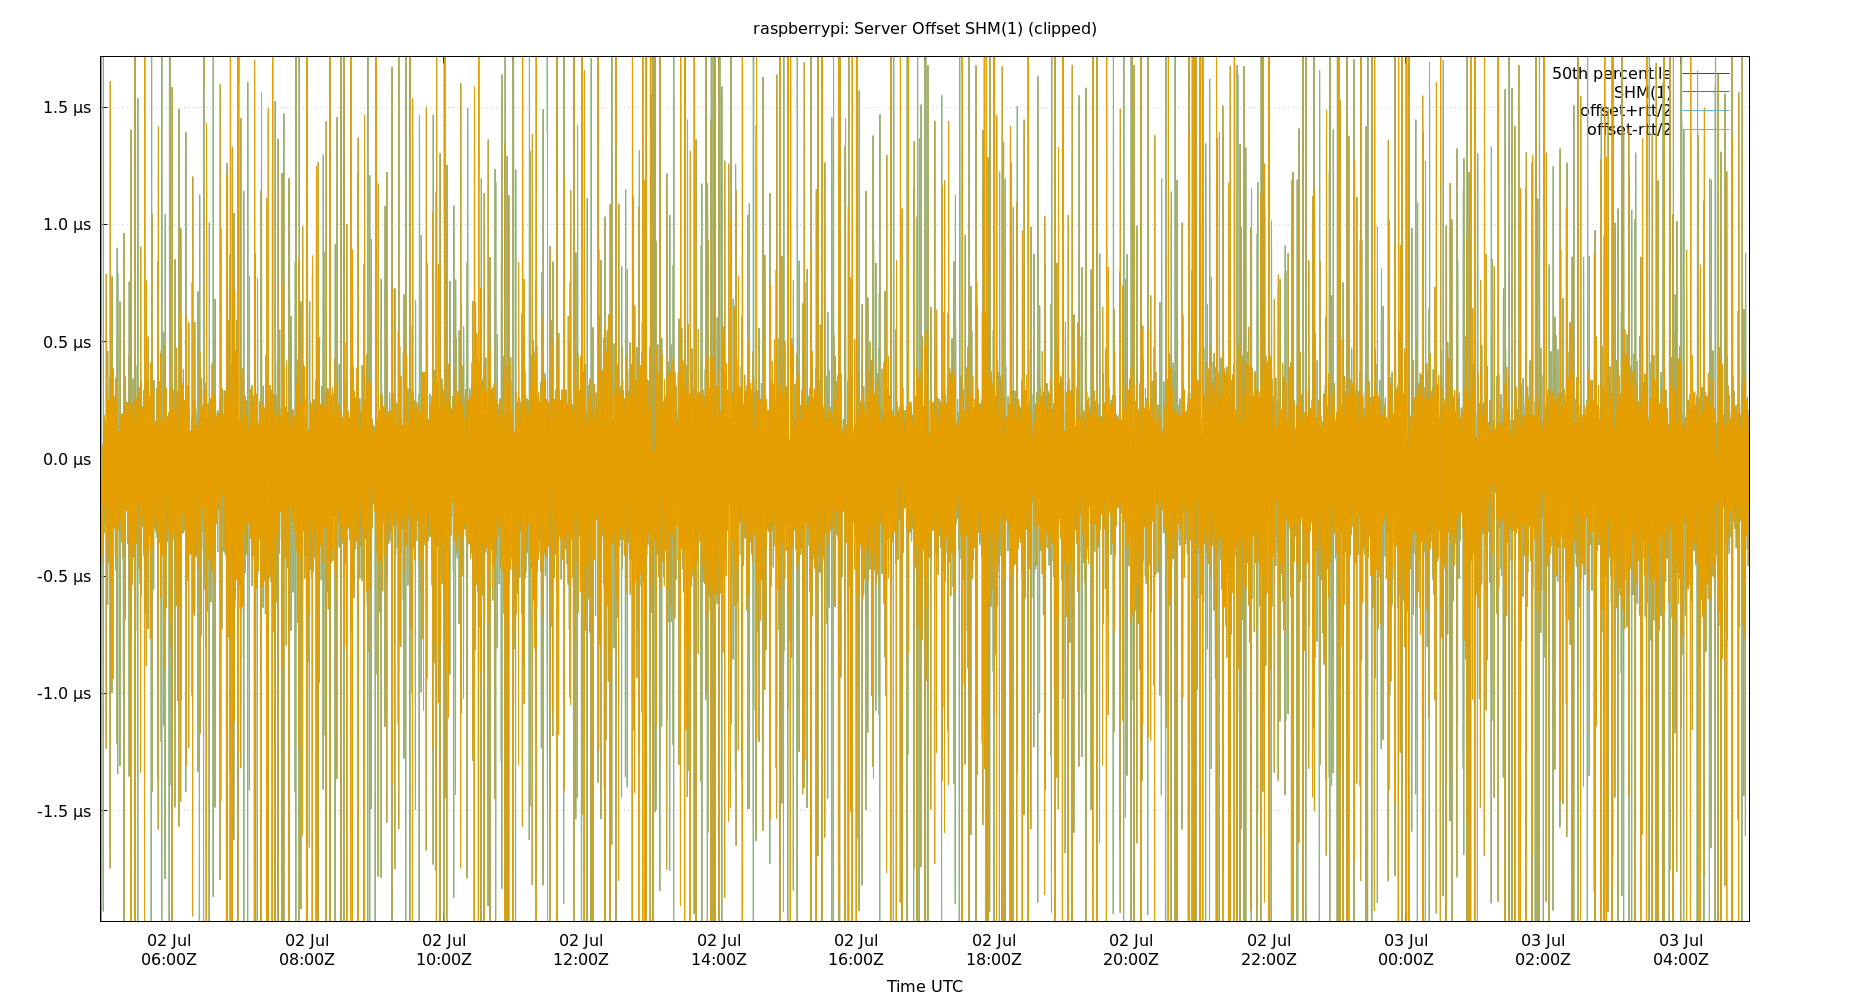 raspberrypi: Server Offset SHM(1) (clipped)
50th percentile
SHM(1)
offset+rtt/2
offset-rtt/2
1.5 µs
1.0 µs
0.5 µs
0.0 µs
-0.5 µs
-1.0 µs
-1.5 µs
02 Jul 02 Jul 02 Jul 02 Jul 02 Jul 02 Jul 02 Jul 02 Jul 02 Jul 03 Jul 03 Jul 03 Jul
06:00Z 08:00Z 10:00Z 12:00Z 14:00Z 16:00Z 18:00Z 20:00Z 22:00Z 00:00Z 02:00Z 04:00Z
Time UTC